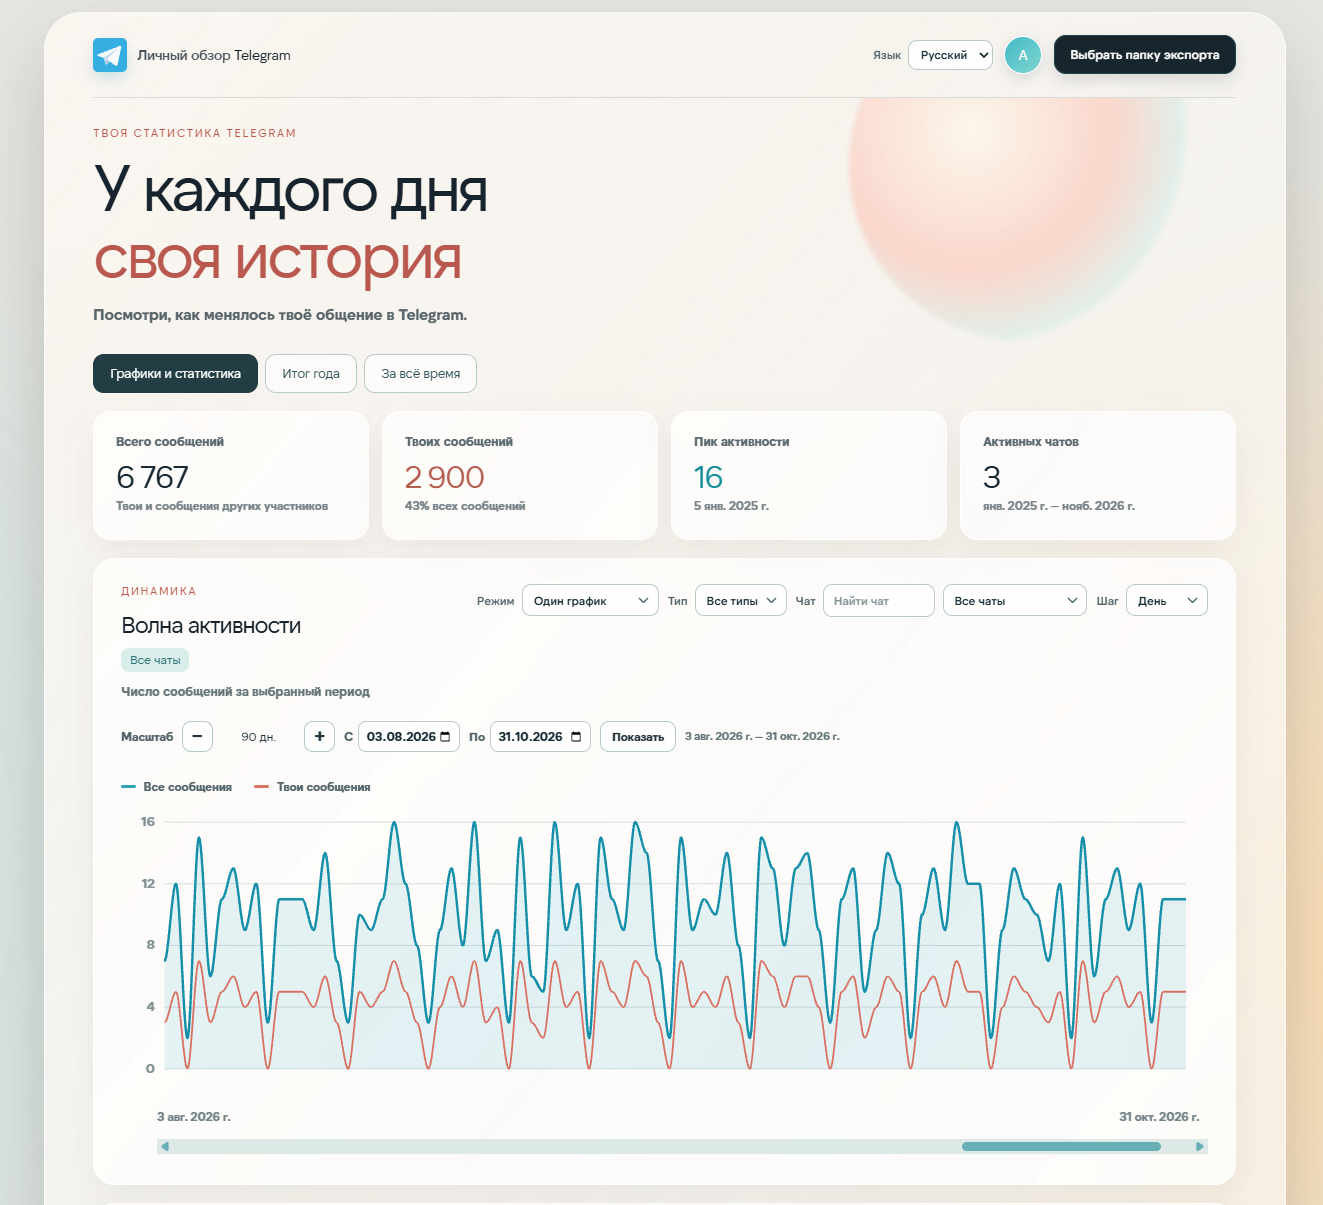 Личный обзор Telegram
Язык Русский A Выбрать папку экспорта
ТВОЯ СТАТИСТИКА TELEGRAM
У каждого дня
своя история
Посмотри, как менялось твоё общение в Telegram.
Графики и статистика Итог года За всё время
Всего сообщений
6 767
Твои и сообщения других участников
Твоих сообщений
2 900
43% всех сообщений
Пик активности
16
5 янв. 2025 г.
Активных чатов
3
янв. 2025 г. — нояб. 2026 г.
ДИНАМИКА
Режим Один график Тип Все типы Чат Найти чат Все чаты Шаг День
Волна активности
Все чаты
Число сообщений за выбранный период
Масштаб − 90 дн. + С 03.08.2026 По 31.10.2026 Показать 3 авг. 2026 г. — 31 окт. 2026 г.
Все сообщения Твои сообщения
16
12
8
4
0
3 авг. 2026 г. 31 окт. 2026 г.